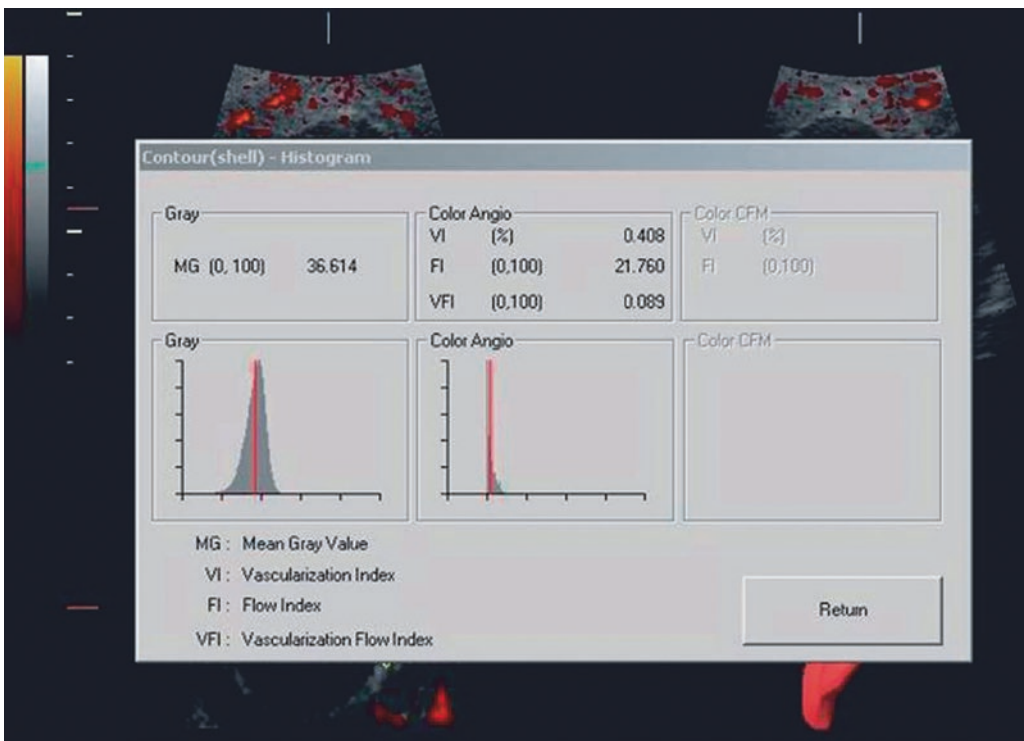 Contour(shell) - Histogram
Gray
MG (0, 100) 36.614
Color Angio
VI (%) 0.408
FI (0,100) 21.760
VFI (0,100) 0.089
Color CFM
VI (%)
FI (0,100)
Gray
Color Angio
Color CFM
MG : Mean Gray Value
VI : Vascularization Index
FI : Flow Index
VFI : Vascularization Flow Index
Return